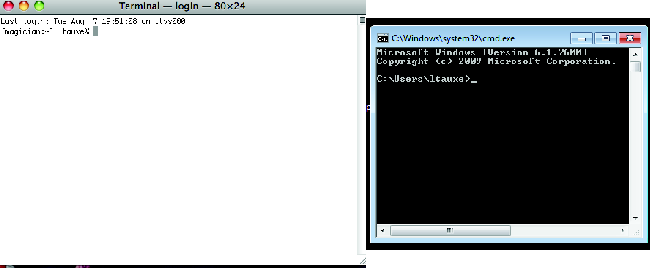 Terminal — login — 80×24
Last login: Tue Aug 7 19:51:28 on ttys000
[magician:~] ltauxe%
C:\Windows\system32\cmd.exe
Microsoft Windows [Version 6.1.7600]
Copyright (c) 2009 Microsoft Corporation.
C:\Users\ltauxe>_